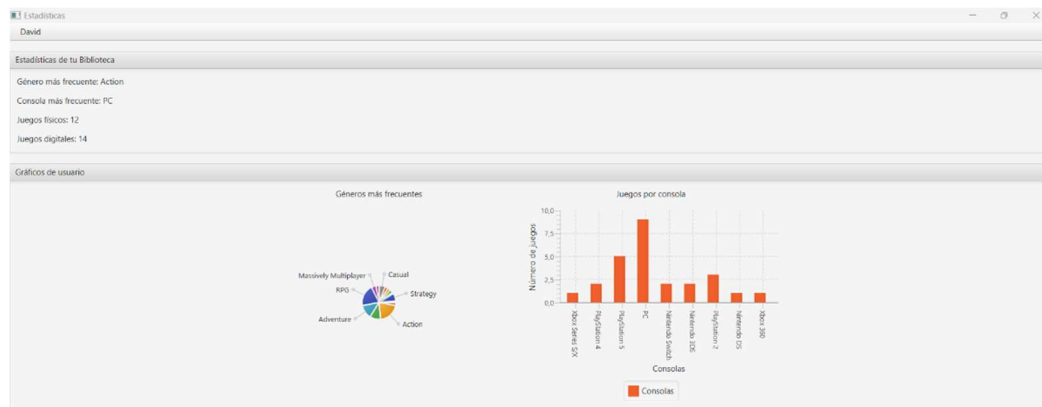 Estadísticas
David
Estadísticas de tu Biblioteca
Género más frecuente: Action
Consola más frecuente: PC
Juegos físicos: 12
Juegos digitales: 14
Gráficos de usuario
Géneros más frecuentes
Massively Multiplayer
Casual
RPG
Strategy
Adventure
Action
Juegos por consola
Número de juegos
10,0
7,5
5,0
2,5
0,0
Xbox Series S/X
PlayStation 4
PlayStation 5
PC
Nintendo Switch
Nintendo 3DS
PlayStation 2
Nintendo DS
Xbox 360
Consolas
Consolas